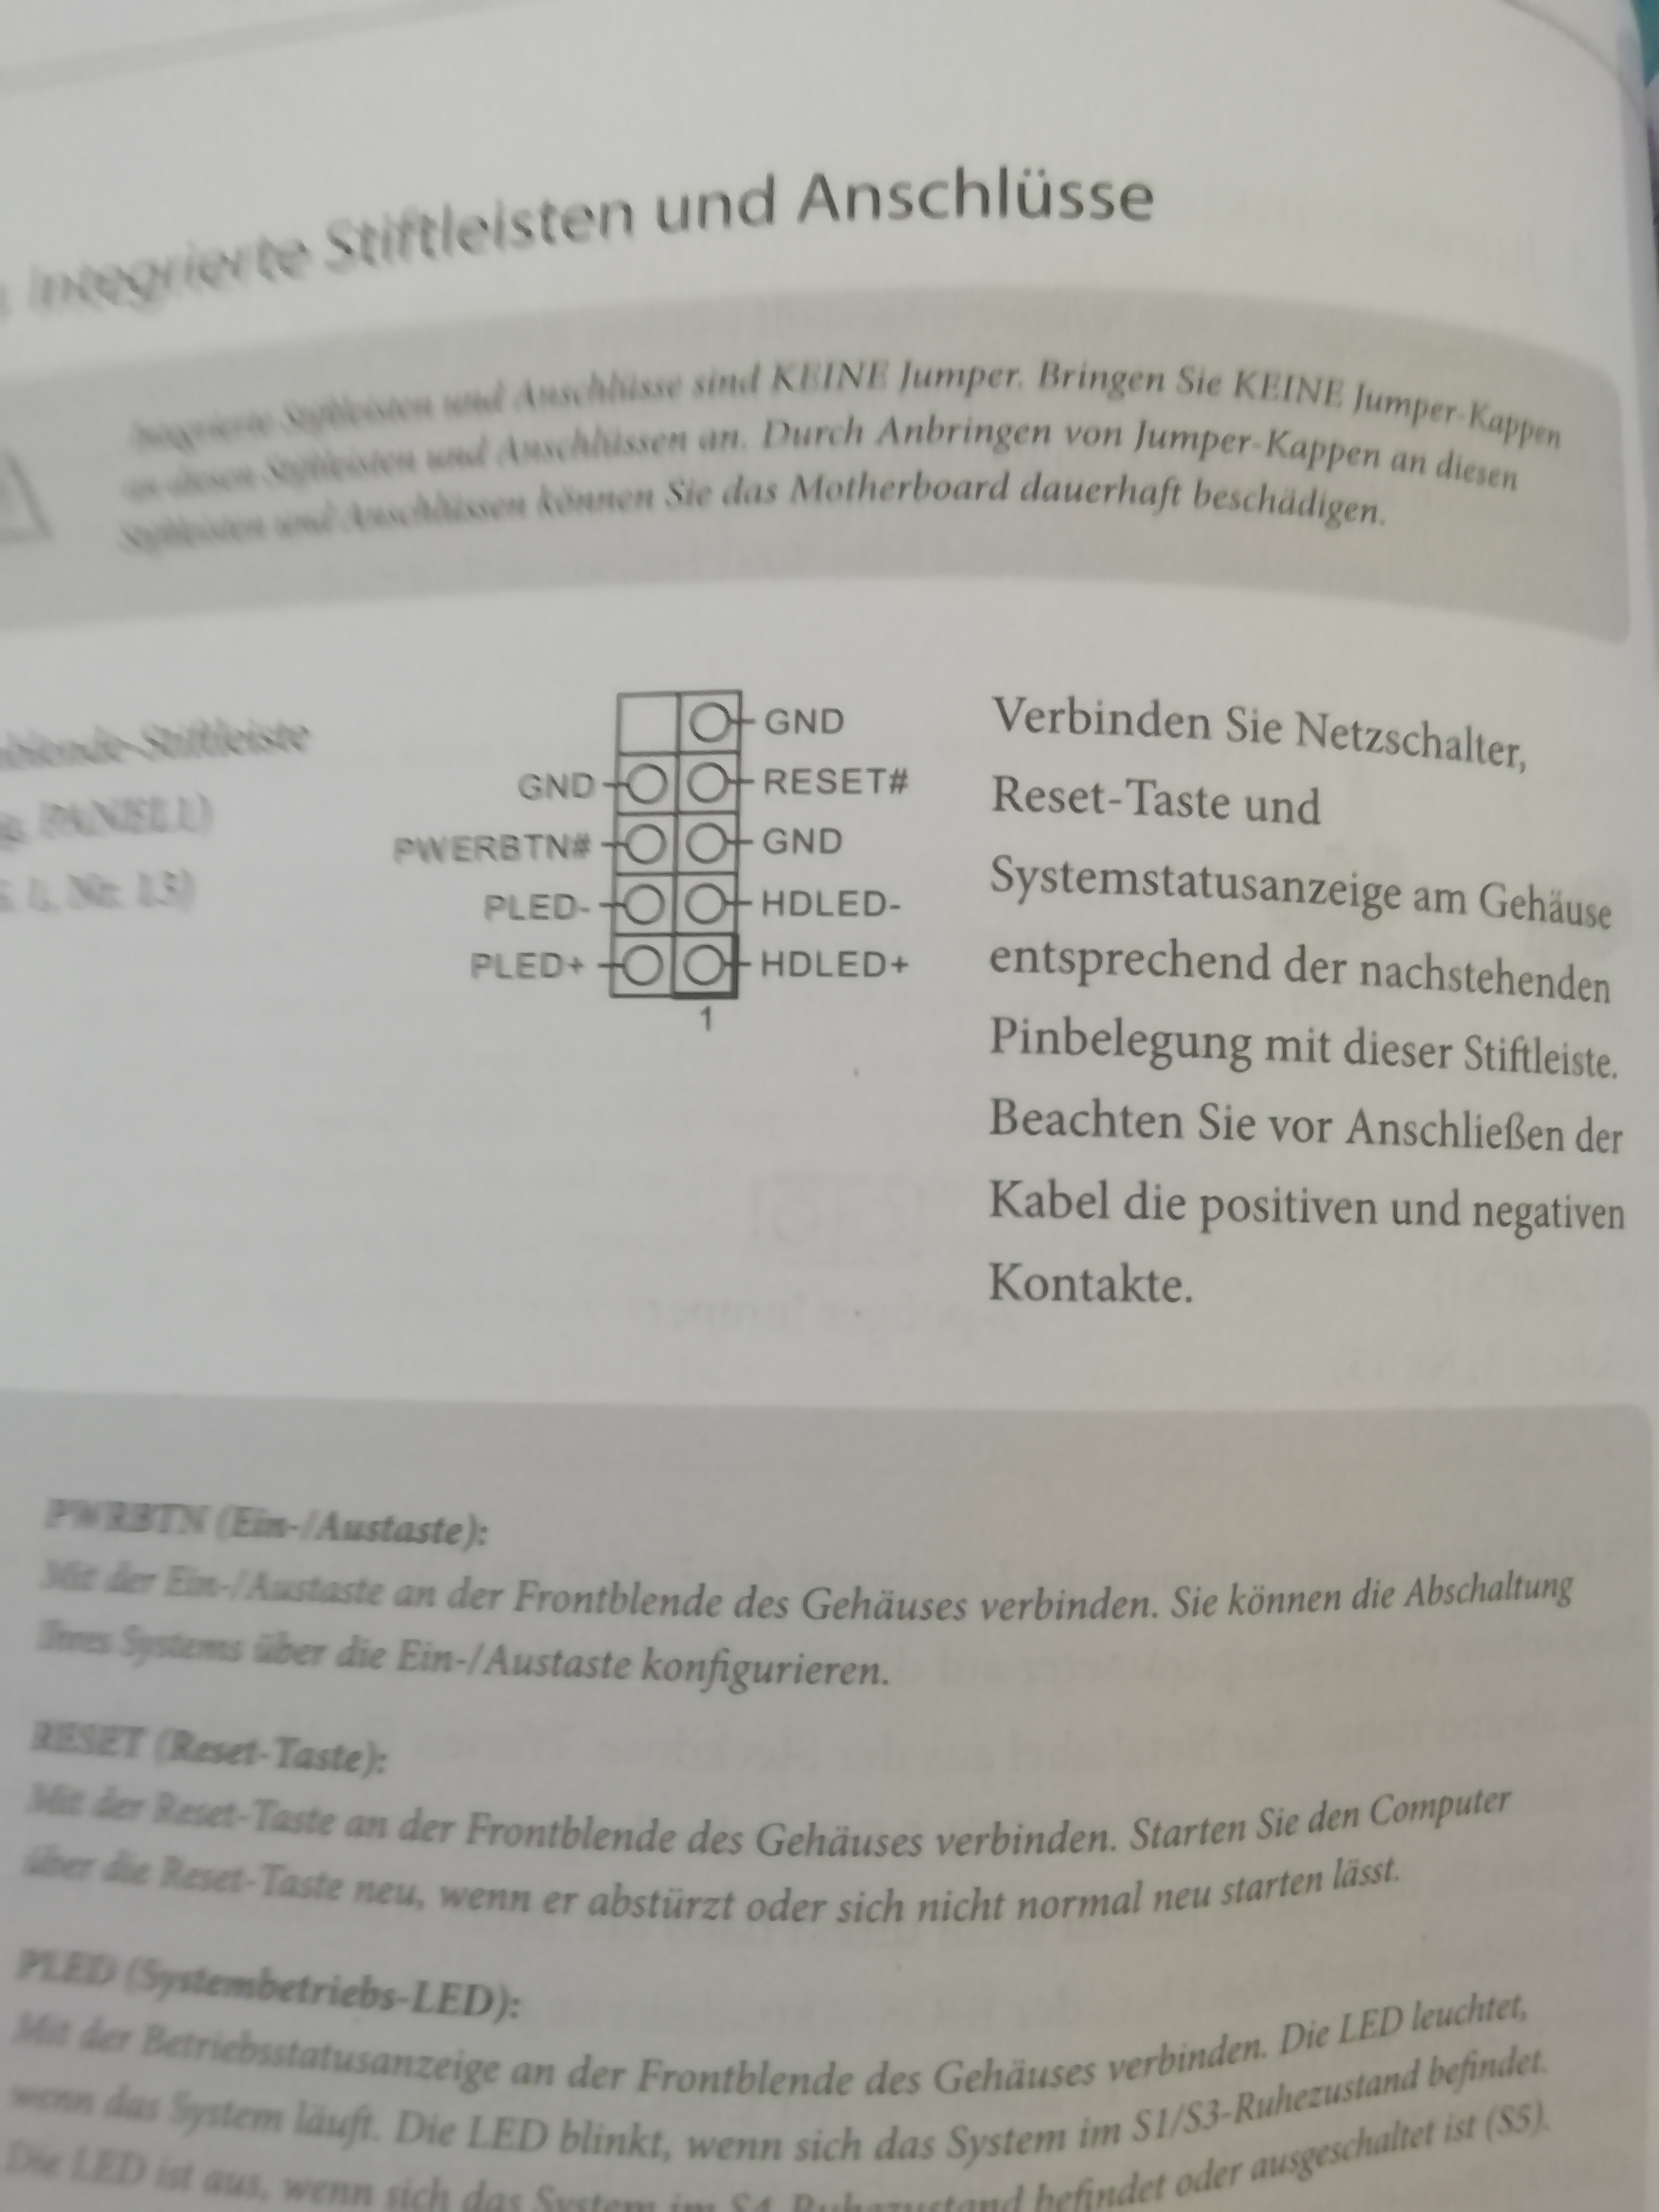 Integrierte Stiftleisten und Anschlüsse
Integrierte Stiftleisten und Anschlüsse sind KEINE Jumper. Bringen Sie KEINE Jumper-Kappen
an diesen Stiftleisten und Anschlüssen an. Durch Anbringen von Jumper-Kappen an diesen
Stiftleisten und Anschlüssen können Sie das Motherboard dauerhaft beschädigen.
GND
GND RESET#
PWERBTN# GND
PLED- HDLED-
PLED+ HDLED+
1
Verbinden Sie Netzschalter,
Reset-Taste und
Systemstatusanzeige am Gehäuse
entsprechend der nachstehenden
Pinbelegung mit dieser Stiftleiste.
Beachten Sie vor Anschließen der
Kabel die positiven und negativen
Kontakte.
PWRBTN (Ein-/Austaste):
Mit der Ein-/Austaste an der Frontblende des Gehäuses verbinden. Sie können die Abschaltung
Ihres Systems über die Ein-/Austaste konfigurieren.
RESET (Reset-Taste):
Mit der Reset-Taste an der Frontblende des Gehäuses verbinden. Starten Sie den Computer
über die Reset-Taste neu, wenn er abstürzt oder sich nicht normal neu starten lässt.
PLED (Systembetriebs-LED):
Mit der Betriebsstatusanzeige an der Frontblende des Gehäuses verbinden. Die LED leuchtet,
wenn das System läuft. Die LED blinkt, wenn sich das System im S1/S3-Ruhezustand befindet.
Die LED ist aus, wenn sich das System im S4-Ruhezustand befindet oder ausgeschaltet ist (S5).